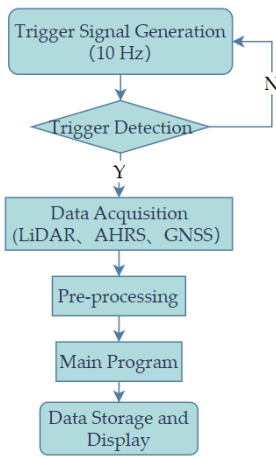 Trigger Signal Generation
(10 Hz)
N
Trigger Detection
Y
Data Acquisition
(LiDAR、AHRS、GNSS)
Pre-processing
Main Program
Data Storage and
Display